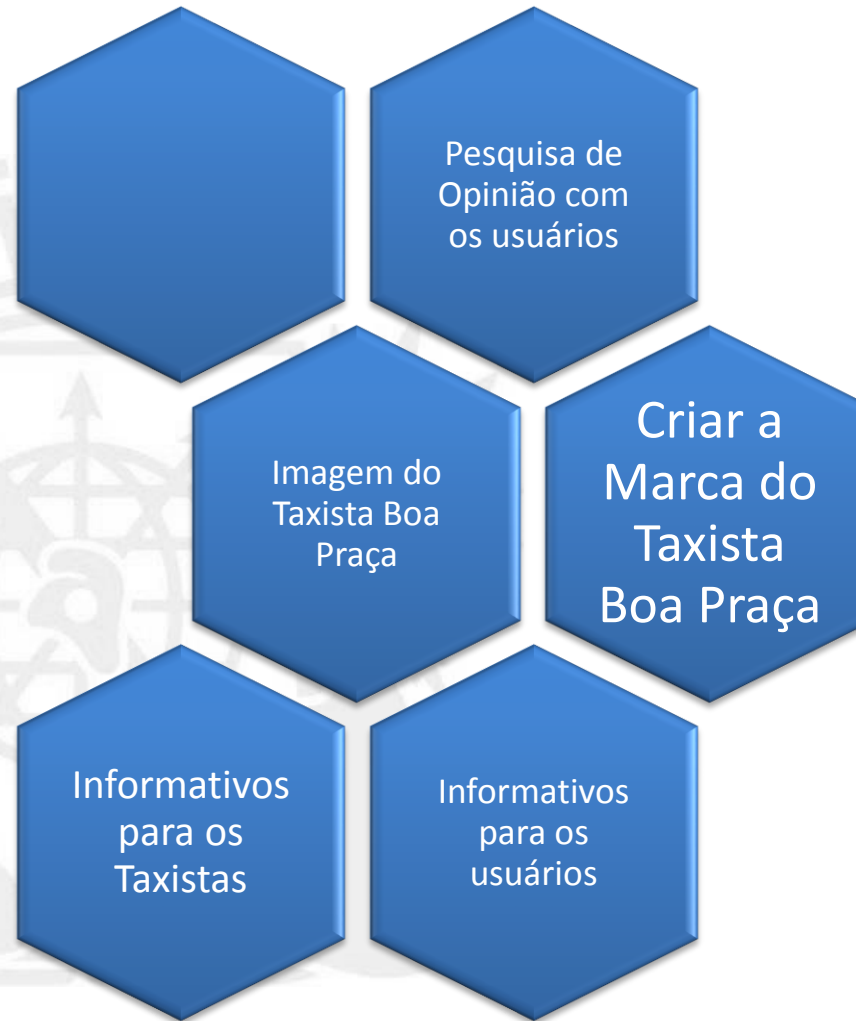 Pesquisa de
Opinião com
os usuários
Imagem do
Taxista Boa
Praça
Criar a
Marca do
Taxista
Boa Praça
Informativos
para os
Taxistas
Informativos
para os
usuários